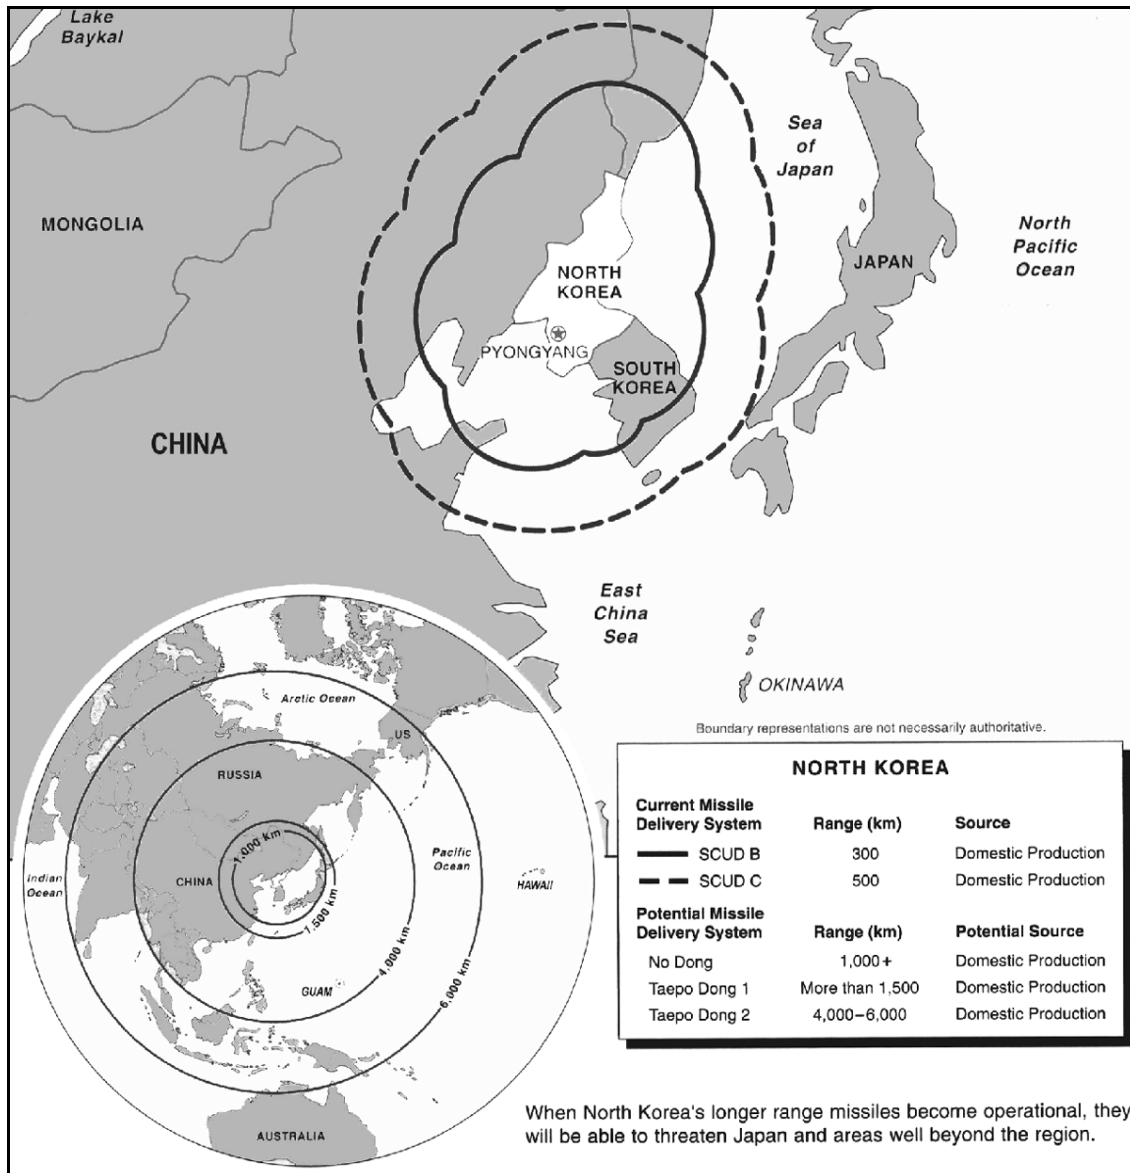 Lake
Baykal
MONGOLIA
CHINA
Sea
of
Japan
North
Pacific
Ocean
JAPAN
NORTH
KOREA
PYONGYANG
SOUTH
KOREA
East
China
Sea
OKINAWA
Arctic Ocean
US
RUSSIA
1,000 km
CHINA
Indian
Ocean
Pacific
Ocean
HAWAII
1,500 km
4,000 km
6,000 km
GUAM
AUSTRALIA
Boundary representations are not necessarily authoritative.
NORTH KOREA
Current Missile
Delivery System Range (km) Source
SCUD B 300 Domestic Production
SCUD C 500 Domestic Production
Potential Missile
Delivery System Range (km) Potential Source
No Dong 1,000+ Domestic Production
Taepo Dong 1 More than 1,500 Domestic Production
Taepo Dong 2 4,000–6,000 Domestic Production
When North Korea's longer range missiles become operational, they
will be able to threaten Japan and areas well beyond the region.